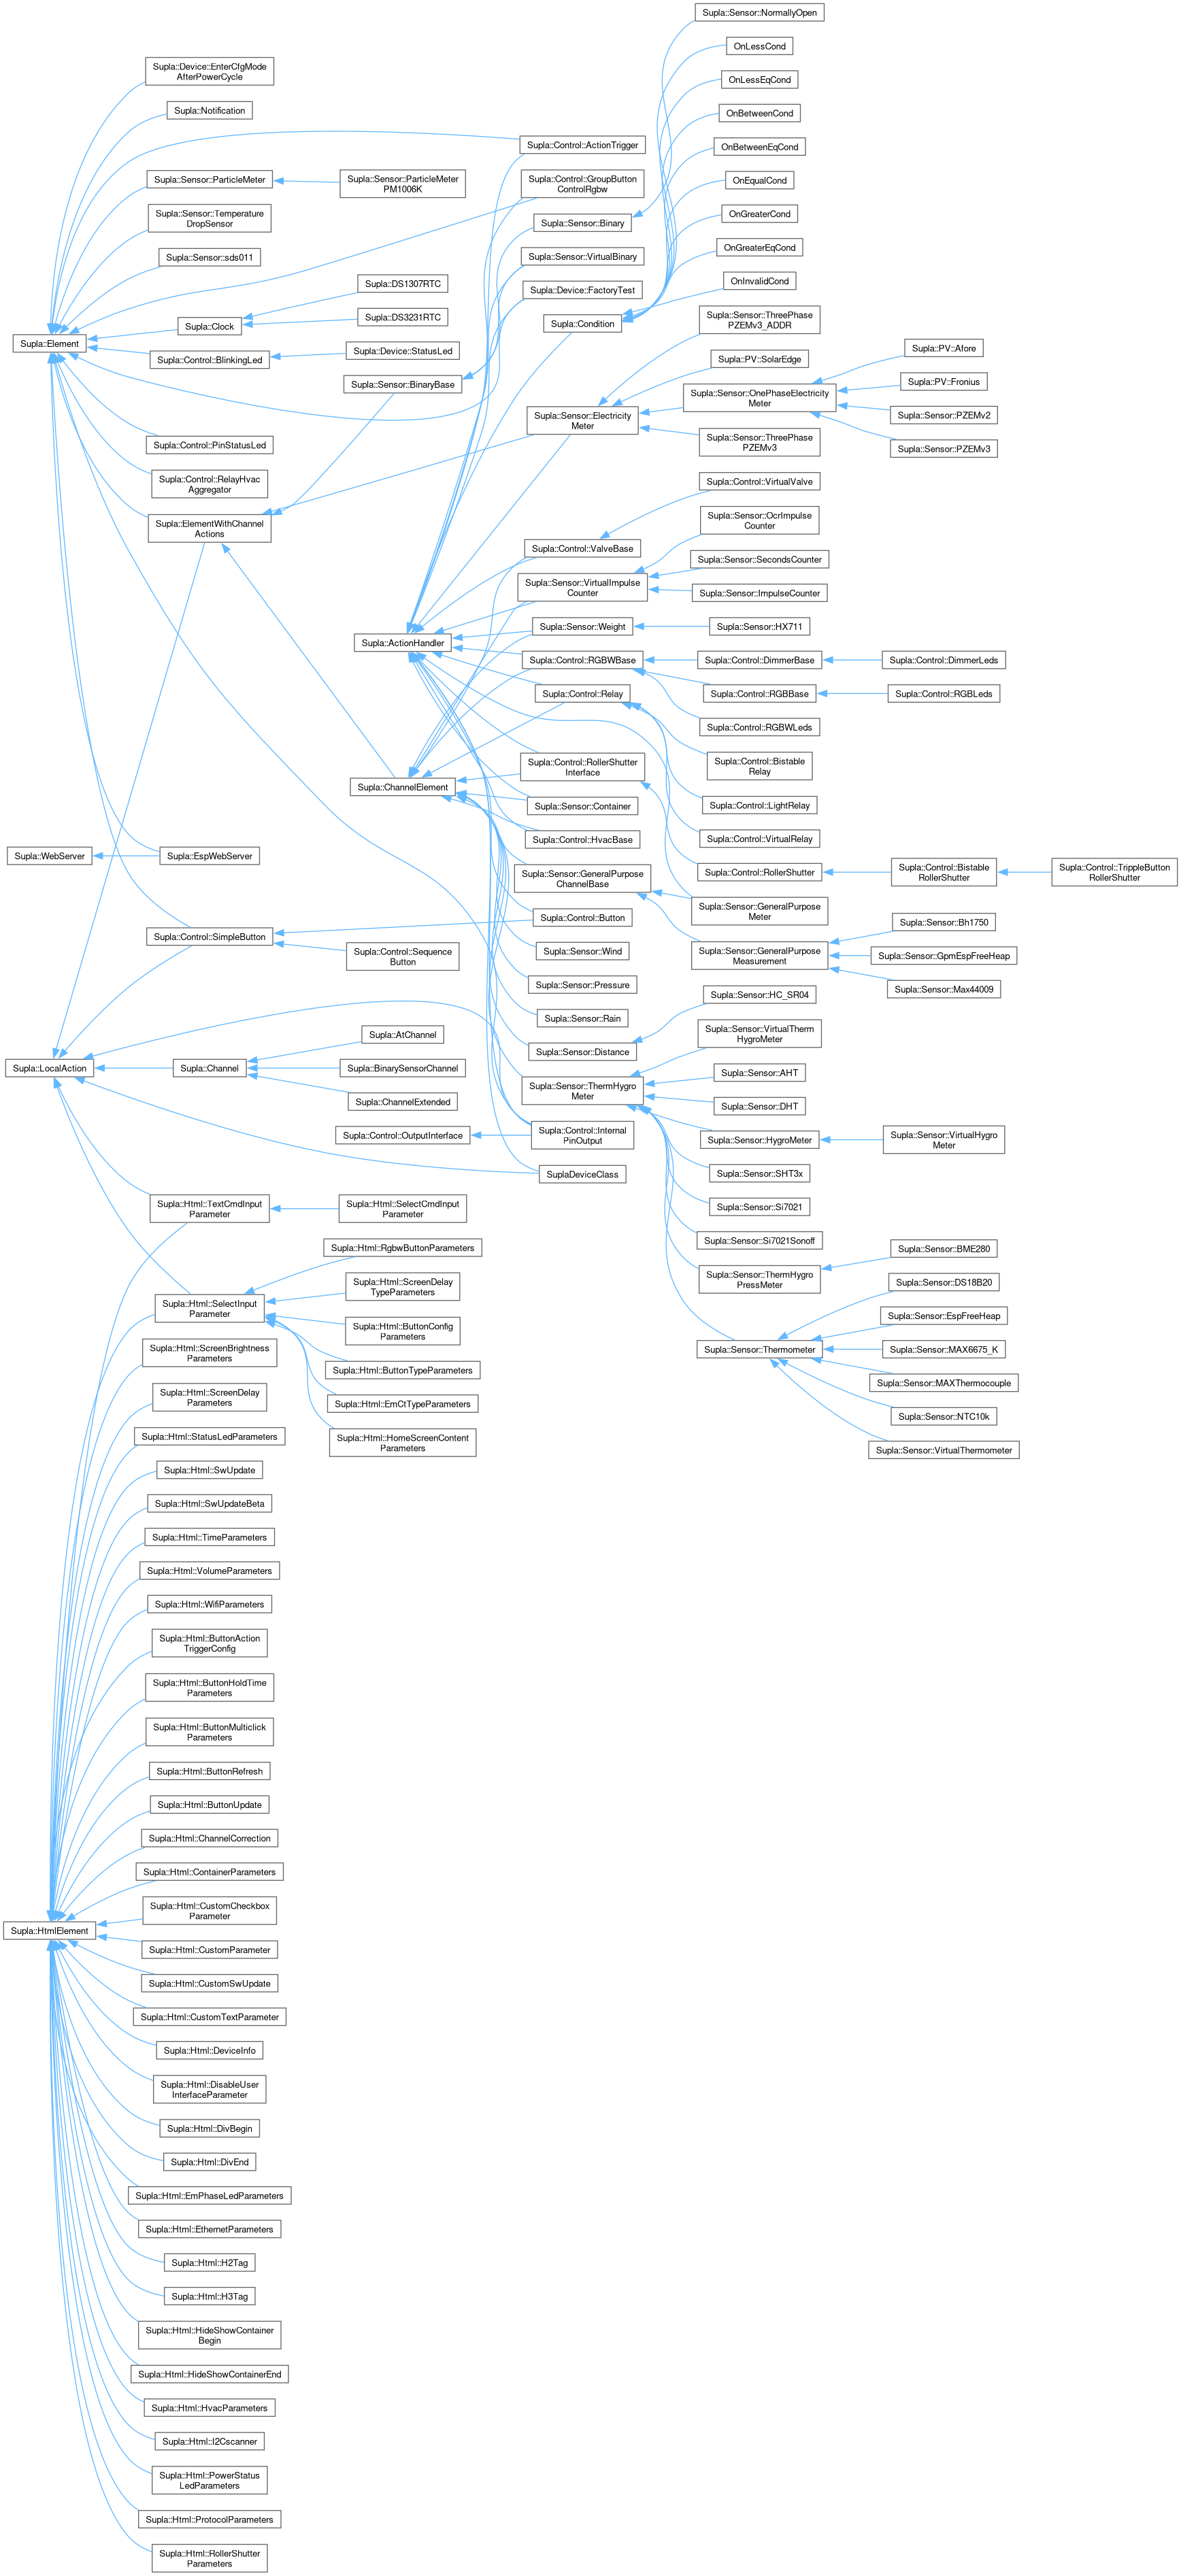 Supla::Sensor::NormallyOpen
OnLessCond
Supla::Device::EnterCfgMode
AfterPowerCycle
OnLessEqCond
Supla::Notification
OnBetweenCond
Supla::Control::ActionTrigger
OnBetweenEqCond
Supla::Sensor::ParticleMeter
Supla::Sensor::ParticleMeter
PM1006K
Supla::Control::GroupButton
ControlRgbw
OnEqualCond
Supla::Sensor::Temperature
DropSensor
Supla::Sensor::Binary
OnGreaterCond
Supla::Sensor::sds011
Supla::Sensor::VirtualBinary
OnGreaterEqCond
Supla::DS1307RTC
Supla::Device::FactoryTest
OnInvalidCond
Supla::Clock
Supla::DS3231RTC
Supla::Condition
Supla::Sensor::ThreePhase
PZEMv3_ADDR
Supla::Element
Supla::Control::BlinkingLed
Supla::Device::StatusLed
Supla::PV::SolarEdge
Supla::PV::Afore
Supla::Sensor::BinaryBase
Supla::Sensor::OnePhaseElectricity
Meter
Supla::PV::Fronius
Supla::Sensor::Electricity
Meter
Supla::Sensor::PZEMv2
Supla::Control::PinStatusLed
Supla::Sensor::ThreePhase
PZEMv3
Supla::Sensor::PZEMv3
Supla::Control::RelayHvac
Aggregator
Supla::Control::VirtualValve
Supla::ElementWithChannel
Actions
Supla::Sensor::OcrImpulse
Counter
Supla::Control::ValveBase
Supla::Sensor::SecondsCounter
Supla::Sensor::VirtualImpulse
Counter
Supla::Sensor::ImpulseCounter
Supla::ActionHandler
Supla::Sensor::Weight
Supla::Sensor::HX711
Supla::Control::RGBWBase
Supla::Control::DimmerBase
Supla::Control::DimmerLeds
Supla::Control::Relay
Supla::Control::RGBBase
Supla::Control::RGBLeds
Supla::Control::RGBWLeds
Supla::Control::RollerShutter
Interface
Supla::Control::Bistable
Relay
Supla::ChannelElement
Supla::Sensor::Container
Supla::Control::LightRelay
Supla::Control::HvacBase
Supla::Control::VirtualRelay
Supla::WebServer
Supla::EspWebServer
Supla::Sensor::GeneralPurpose
ChannelBase
Supla::Control::RollerShutter
Supla::Control::Bistable
RollerShutter
Supla::Control::TrippleButton
RollerShutter
Supla::Control::Button
Supla::Sensor::GeneralPurpose
Meter
Supla::Control::SimpleButton
Supla::Control::Sequence
Button
Supla::Sensor::Wind
Supla::Sensor::GeneralPurpose
Measurement
Supla::Sensor::Bh1750
Supla::Sensor::GpmEspFreeHeap
Supla::Sensor::Pressure
Supla::Sensor::Max44009
Supla::Sensor::Rain
Supla::Sensor::HC_SR04
Supla::AtChannel
Supla::Sensor::Distance
Supla::Sensor::VirtualTherm
HygroMeter
Supla::LocalAction
Supla::Channel
Supla::BinarySensorChannel
Supla::Sensor::ThermHygro
Meter
Supla::Sensor::AHT
Supla::ChannelExtended
Supla::Sensor::DHT
Supla::Control::OutputInterface
Supla::Control::Internal
PinOutput
Supla::Sensor::HygroMeter
Supla::Sensor::VirtualHygro
Meter
SuplaDeviceClass
Supla::Sensor::SHT3x
Supla::Html::TextCmdInput
Parameter
Supla::Html::SelectCmdInput
Parameter
Supla::Sensor::Si7021
Supla::Html::RgbwButtonParameters
Supla::Sensor::Si7021Sonoff
Supla::Html::ScreenDelay
TypeParameters
Supla::Sensor::ThermHygro
PressMeter
Supla::Sensor::BME280
Supla::Html::SelectInput
Parameter
Supla::Sensor::DS18B20
Supla::Html::ButtonConfig
Parameters
Supla::Sensor::EspFreeHeap
Supla::Html::ScreenBrightness
Parameters
Supla::Html::ButtonTypeParameters
Supla::Sensor::Thermometer
Supla::Sensor::MAX6675_K
Supla::Html::ScreenDelay
Parameters
Supla::Html::EmCtTypeParameters
Supla::Sensor::MAXThermocouple
Supla::Html::StatusLedParameters
Supla::Html::HomeScreenContent
Parameters
Supla::Sensor::NTC10k
Supla::Sensor::VirtualThermometer
Supla::Html::SwUpdate
Supla::Html::SwUpdateBeta
Supla::Html::TimeParameters
Supla::Html::VolumeParameters
Supla::Html::WifiParameters
Supla::Html::ButtonAction
TriggerConfig
Supla::Html::ButtonHoldTime
Parameters
Supla::Html::ButtonMulticlick
Parameters
Supla::Html::ButtonRefresh
Supla::Html::ButtonUpdate
Supla::Html::ChannelCorrection
Supla::Html::ContainerParameters
Supla::Html::CustomCheckbox
Parameter
Supla::HtmlElement
Supla::Html::CustomParameter
Supla::Html::CustomSwUpdate
Supla::Html::CustomTextParameter
Supla::Html::DeviceInfo
Supla::Html::DisableUser
InterfaceParameter
Supla::Html::DivBegin
Supla::Html::DivEnd
Supla::Html::EmPhaseLedParameters
Supla::Html::EthernetParameters
Supla::Html::H2Tag
Supla::Html::H3Tag
Supla::Html::HideShowContainer
Begin
Supla::Html::HideShowContainerEnd
Supla::Html::HvacParameters
Supla::Html::I2Cscanner
Supla::Html::PowerStatus
LedParameters
Supla::Html::ProtocolParameters
Supla::Html::RollerShutter
Parameters